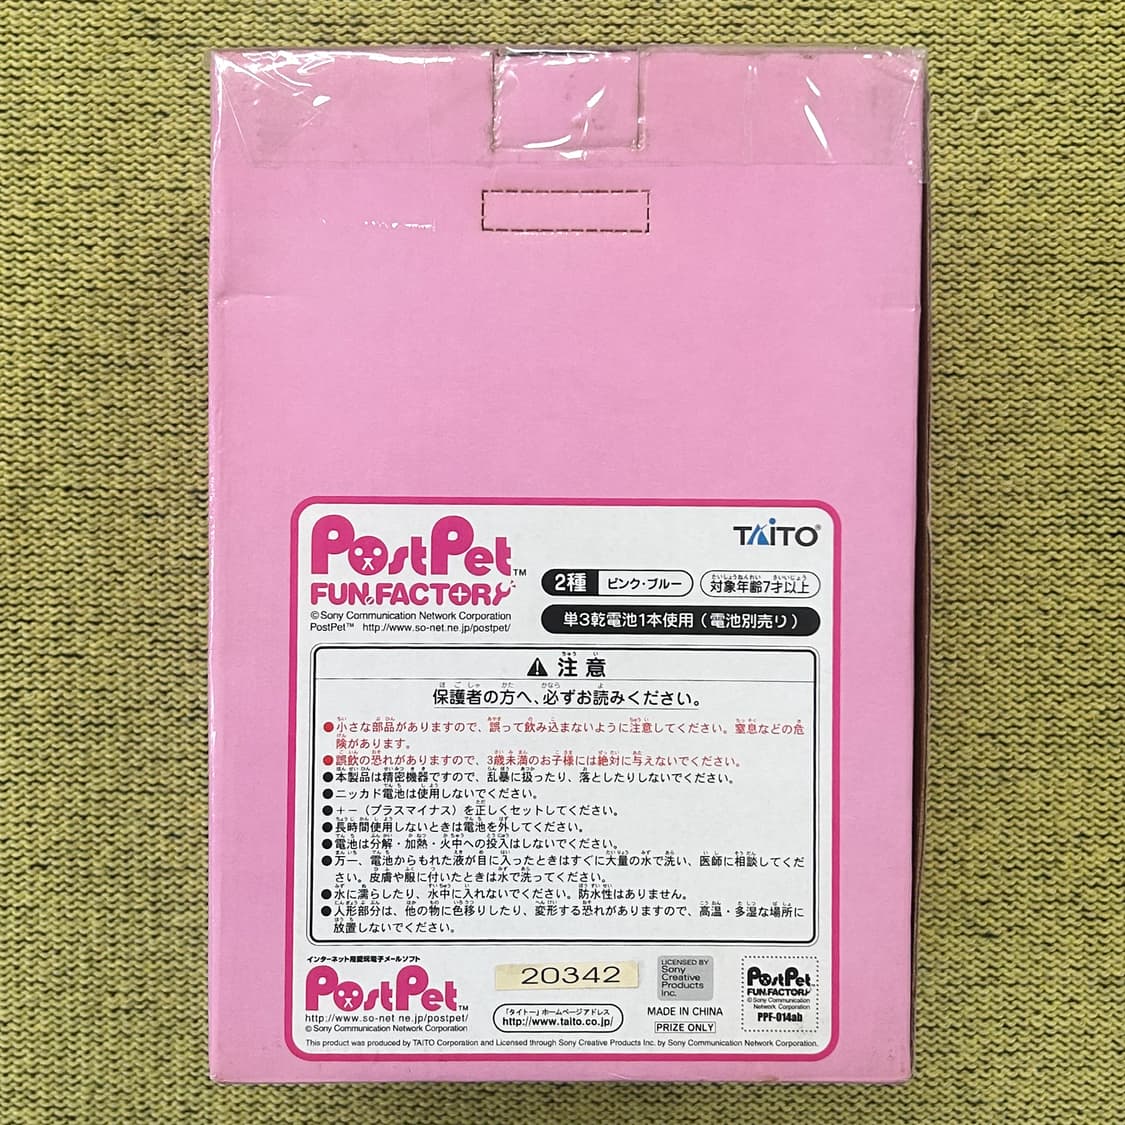 PostPet™
FUN.FACTORY
©Sony Communication Network Corporation
PostPet™ http://www.so-net.ne.jp/postpet/
TAITO®
2種 ピンク・ブルー
対象年齢7才以上
単3乾電池1本使用（電池別売り）
注意
保護者の方へ、必ずお読みください。
●小さな部品がありますので、誤って飲み込まないように注意してください。窒息などの危
険があります。
●誤飲の恐れがありますので、3歳未満のお子様には絶対に与えないでください。
●本製品は精密機器ですので、乱暴に扱ったり、落としたりしないでください。
●ニッカド電池は使用しないでください。
●＋－（プラスマイナス）を正しくセットしてください。
●長時間使用しないときは電池を外してください。
●電池は分解・加熱・火中への投入はしないでください。
●万一、電池からもれた液が目に入ったときはすぐに大量の水で洗い、医師に相談してくだ
さい。皮膚や服に付いたときは水で洗ってください。
●水に濡らしたり、水中に入れないでください。防水性はありません。
●人形部分は、他の物に色移りしたり、変形する恐れがありますので、高温・多湿な場所に
放置しないでください。
インターネット用愛玩電子メールソフト
PostPet™
http://www.so-net.ne.jp/postpet/
©Sony Communication Network Corporation
20342
「タイトー」ホームページアドレス
http://www.taito.co.jp/
LICENSED BY
Sony
Creative
Products
Inc.
MADE IN CHINA
PRIZE ONLY
PostPet™
FUN.FACTORY
©Sony Communication
Network Corporation
PPF-014ab
This product was produced by TAITO Corporation and Licensed through Sony Creative Products Inc. by Sony Communication Network Corporation.